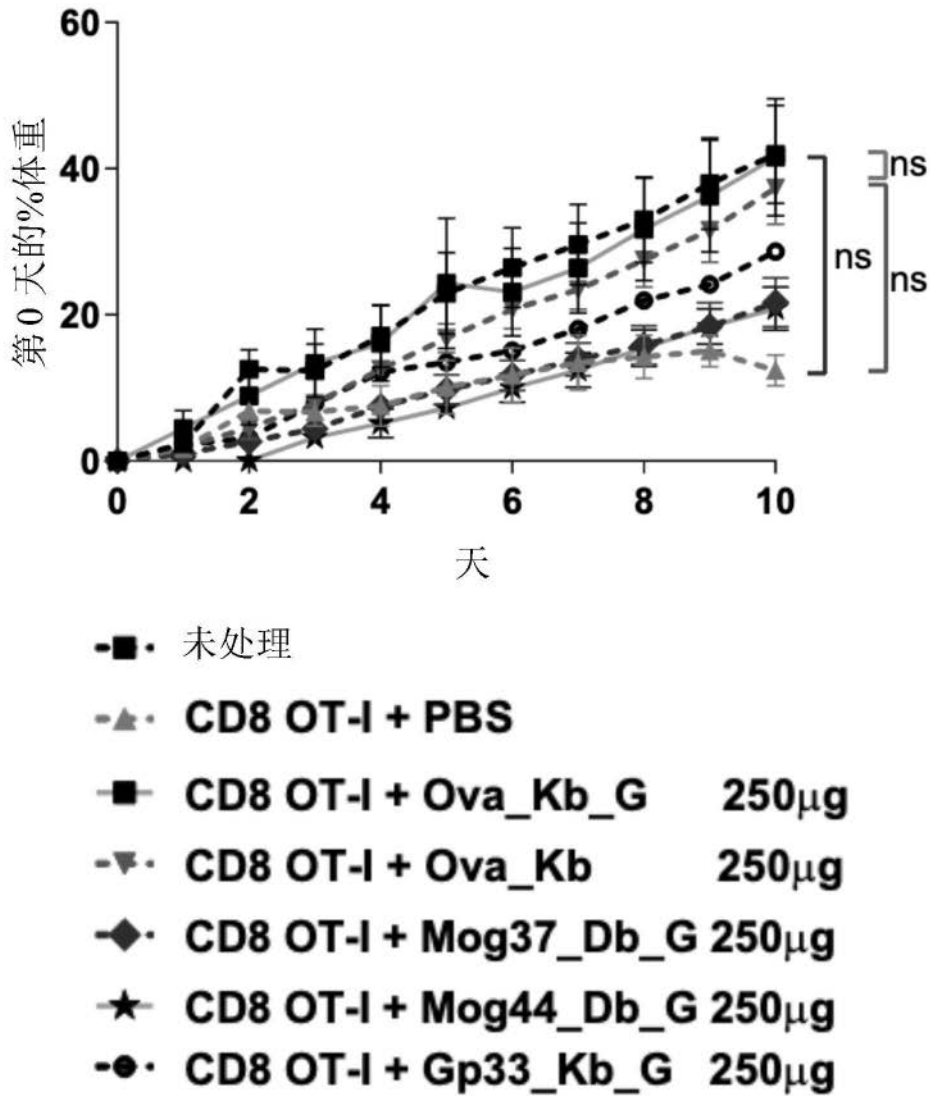 60
40
20
0
第0天的%体重
ns
ns
ns
0 2 4 6 8 10
天
未处理
CD8 OT-I + PBS
CD8 OT-I + Ova_Kb_G 250μg
CD8 OT-I + Ova_Kb 250μg
CD8 OT-I + Mog37_Db_G 250μg
CD8 OT-I + Mog44_Db_G 250μg
CD8 OT-I + Gp33_Kb_G 250μg